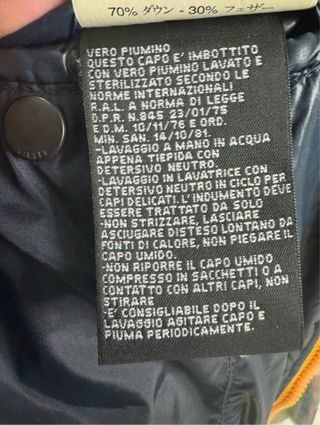 70% ダウン - 30% フェザー
VERO PIUMINO
QUESTO CAPO E' IMBOTTITO
CON VERO PIUMINO LAVATO E
STERILIZZATO SECONDO LE
NORME INTERNAZIONALI
R.A.L. A NORMA DI LEGGE
D.P.R. N.845 23/01/75
E D.M. 10/11/76 E ORD.
MIN. SAN. 14/10/81.
-LAVAGGIO A MANO IN ACQUA
APPENA TIEPIDA CON
DETERSIVO NEUTRO
-LAVAGGIO IN LAVATRICE CON
DETERSIVO NEUTRO IN CICLO PER
CAPI DELICATI. L'INDUMENTO DEVE
ESSERE TRATTATO DA SOLO
-NON STRIZZARE, LASCIARE
ASCIUGARE DISTESO LONTANO DA
FONTI DI CALORE, NON PIEGARE IL
CAPO UMIDO.
-NON RIPORRE IL CAPO UMIDO
COMPRESSO IN SACCHETTI O A
CONTATTO CON ALTRI CAPI, NON
STIRARE
-E' CONSIGLIABILE DOPO IL
LAVAGGIO AGITARE CAPO E
PIUMA PERIODICAMENTE.